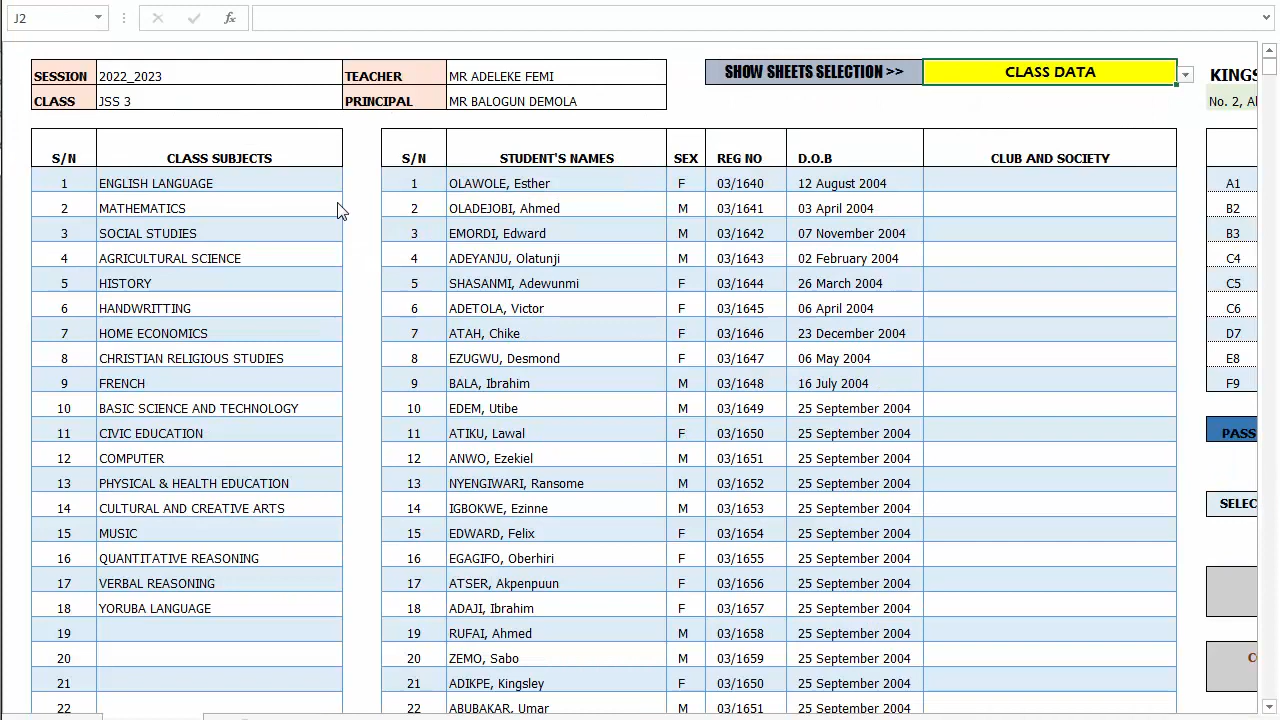 J2
fx
SESSION 2022_2023 TEACHER MR ADELEKE FEMI SHOW SHEETS SELECTION >> CLASS DATA KINGS
CLASS JSS 3 PRINCIPAL MR BALOGUN DEMOLA No. 2, Al
S/N CLASS SUBJECTS S/N STUDENT'S NAMES SEX REG NO D.O.B CLUB AND SOCIETY
1 ENGLISH LANGUAGE 1 OLAWOLE, Esther F 03/1640 12 August 2004 A1
2 MATHEMATICS 2 OLADEJOBI, Ahmed M 03/1641 03 April 2004 B2
3 SOCIAL STUDIES 3 EMORDI, Edward M 03/1642 07 November 2004 B3
4 AGRICULTURAL SCIENCE 4 ADEYANJU, Olatunji M 03/1643 02 February 2004 C4
5 HISTORY 5 SHASANMI, Adewunmi F 03/1644 26 March 2004 C5
6 HANDWRITTING 6 ADETOLA, Victor F 03/1645 06 April 2004 C6
7 HOME ECONOMICS 7 ATAH, Chike F 03/1646 23 December 2004 D7
8 CHRISTIAN RELIGIOUS STUDIES 8 EZUGWU, Desmond F 03/1647 06 May 2004 E8
9 FRENCH 9 BALA, Ibrahim M 03/1648 16 July 2004 F9
10 BASIC SCIENCE AND TECHNOLOGY 10 EDEM, Utibe M 03/1649 25 September 2004
11 CIVIC EDUCATION 11 ATIKU, Lawal F 03/1650 25 September 2004 PASS
12 COMPUTER 12 ANWO, Ezekiel M 03/1651 25 September 2004
13 PHYSICAL & HEALTH EDUCATION 13 NYENGIWARI, Ransome M 03/1652 25 September 2004
14 CULTURAL AND CREATIVE ARTS 14 IGBOKWE, Ezinne M 03/1653 25 September 2004 SELEC
15 MUSIC 15 EDWARD, Felix F 03/1654 25 September 2004
16 QUANTITATIVE REASONING 16 EGAGIFO, Oberhiri F 03/1655 25 September 2004
17 VERBAL REASONING 17 ATSER, Akpenpuun F 03/1656 25 September 2004
18 YORUBA LANGUAGE 18 ADAJI, Ibrahim F 03/1657 25 September 2004
19 19 RUFAI, Ahmed M 03/1658 25 September 2004
20 20 ZEMO, Sabo M 03/1659 25 September 2004
21 21 ADIKPE, Kingsley F 03/1650 25 September 2004
22 22 ABUBAKAR, Umar M 03/1651 25 September 2004